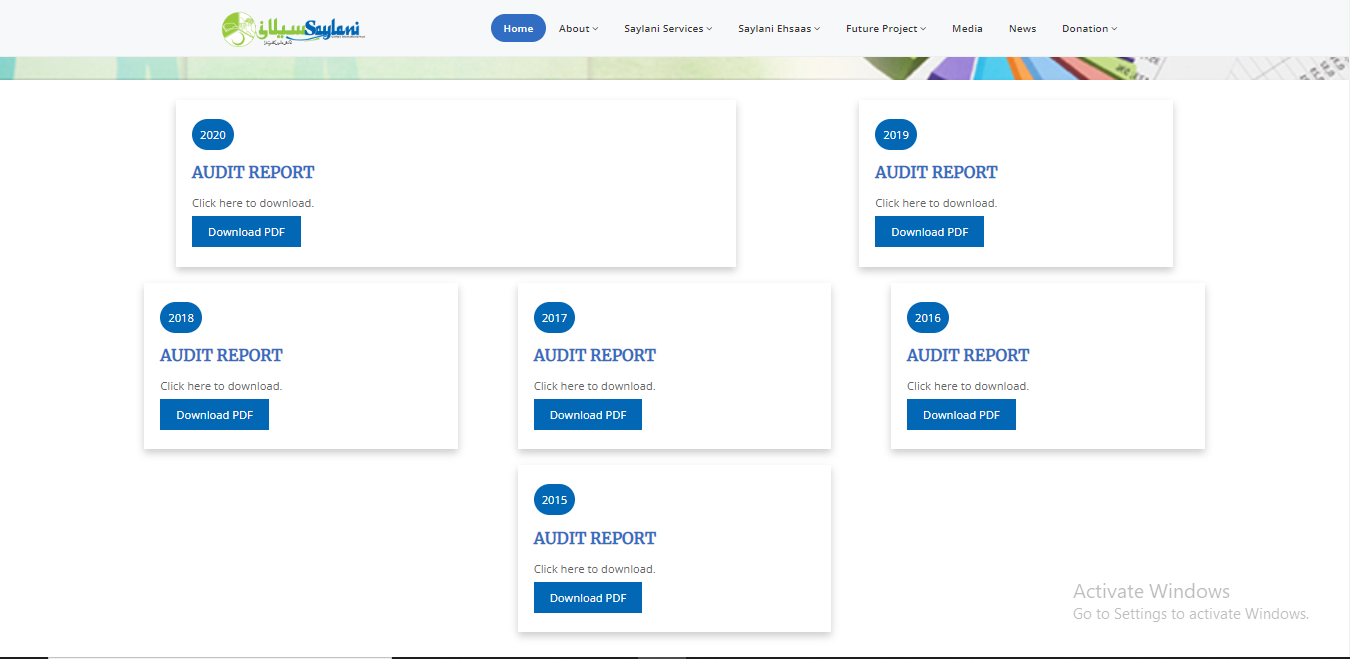 سیلانی Saylani
Home About Saylani Services Saylani Ehsaas Future Project Media News Donation
2020
AUDIT REPORT
Click here to download.
Download PDF
2019
AUDIT REPORT
Click here to download.
Download PDF
2018
AUDIT REPORT
Click here to download.
Download PDF
2017
AUDIT REPORT
Click here to download.
Download PDF
2016
AUDIT REPORT
Click here to download.
Download PDF
2015
AUDIT REPORT
Click here to download.
Download PDF
Activate Windows
Go to Settings to activate Windows.